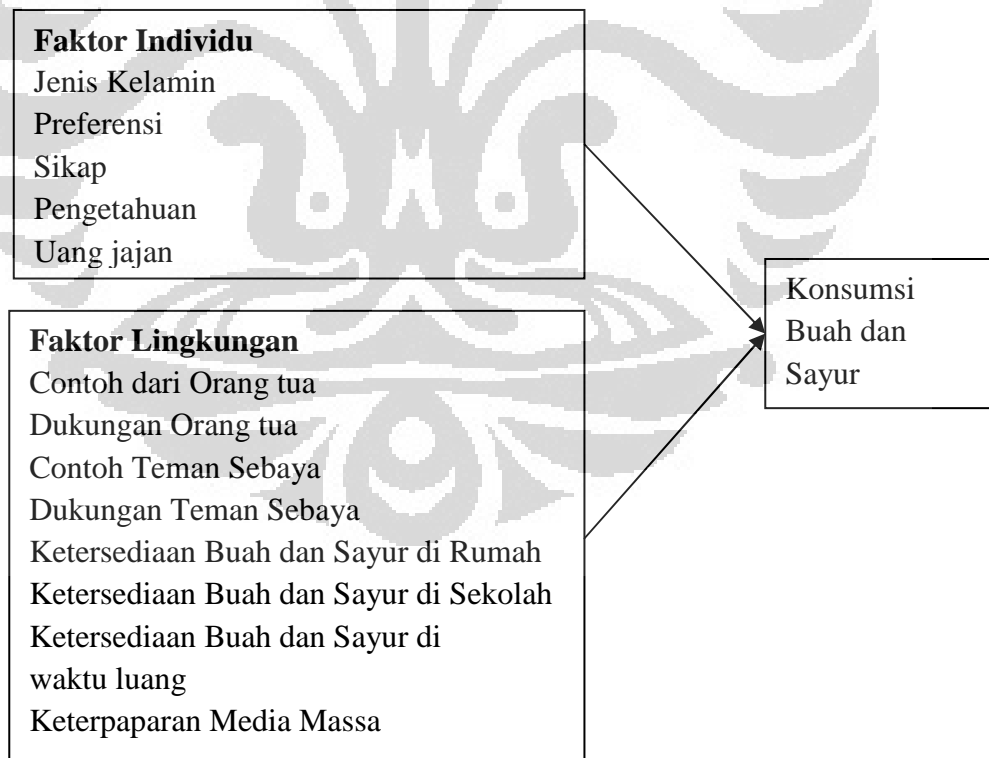 Faktor Individu
Jenis Kelamin
Preferensi
Sikap
Pengetahuan
Uang jajan
Faktor Lingkungan
Contoh dari Orang tua
Dukungan Orang tua
Contoh Teman Sebaya
Dukungan Teman Sebaya
Ketersediaan Buah dan Sayur di Rumah
Ketersediaan Buah dan Sayur di Sekolah
Ketersediaan Buah dan Sayur di
waktu luang
Keterpaparan Media Massa
Konsumsi
Buah dan
Sayur